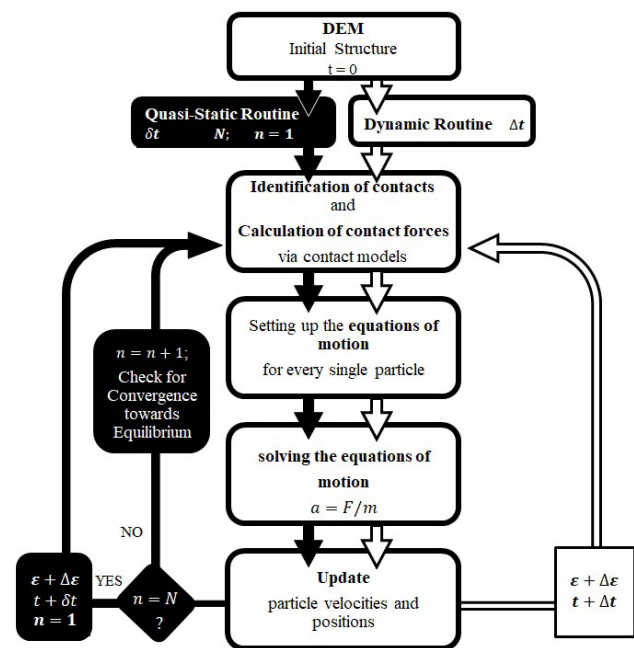 DEM
Initial Structure
t = 0
Quasi-Static Routine
δt N; n = 1
Dynamic Routine Δt
Identification of contacts
and
Calculation of contact forces
via contact models
Setting up the equations of
motion
for every single particle
n = n + 1;
Check for
Convergence
towards
Equilibrium
solving the equations of
motion
a = F/m
NO
YES
ε + Δε
t + δt
n = 1
n = N
?
Update
particle velocities and
positions
ε + Δε
t + Δt